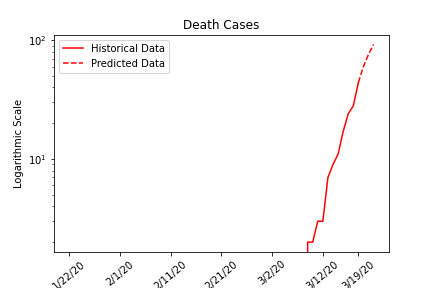 Death Cases
10²
Historical Data
Predicted Data
Logarithmic Scale
10¹
1/22/20
2/1/20
2/11/20
2/21/20
3/2/20
3/12/20
3/19/20